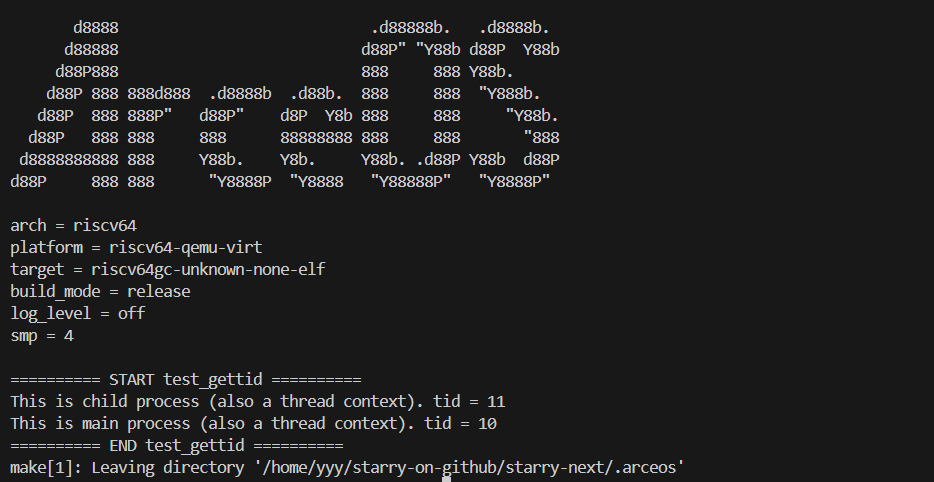 d8888                            .d88888b.   .d8888b.
      d88888                           d88P" "Y88b d88P  Y88b
     d88P888                           888     888 Y88b.
    d88P 888 888d888  .d8888b  .d88b.  888     888  "Y888b.
   d88P  888 888P"   d88P"    d8P  Y8b 888     888     "Y88b.
  d88P   888 888     888      88888888 888     888       "888
 d8888888888 888     Y88b.    Y8b.     Y88b. .d88P Y88b  d88P
d88P     888 888      "Y8888P  "Y8888   "Y88888P"   "Y8888P"

arch = riscv64
platform = riscv64-qemu-virt
target = riscv64gc-unknown-none-elf
build_mode = release
log_level = off
smp = 4

========== START test_gettid ==========
This is child process (also a thread context). tid = 11
This is main process (also a thread context). tid = 10
========== END test_gettid ==========
make[1]: Leaving directory '/home/yyy/starry-on-github/starry-next/.arceos'